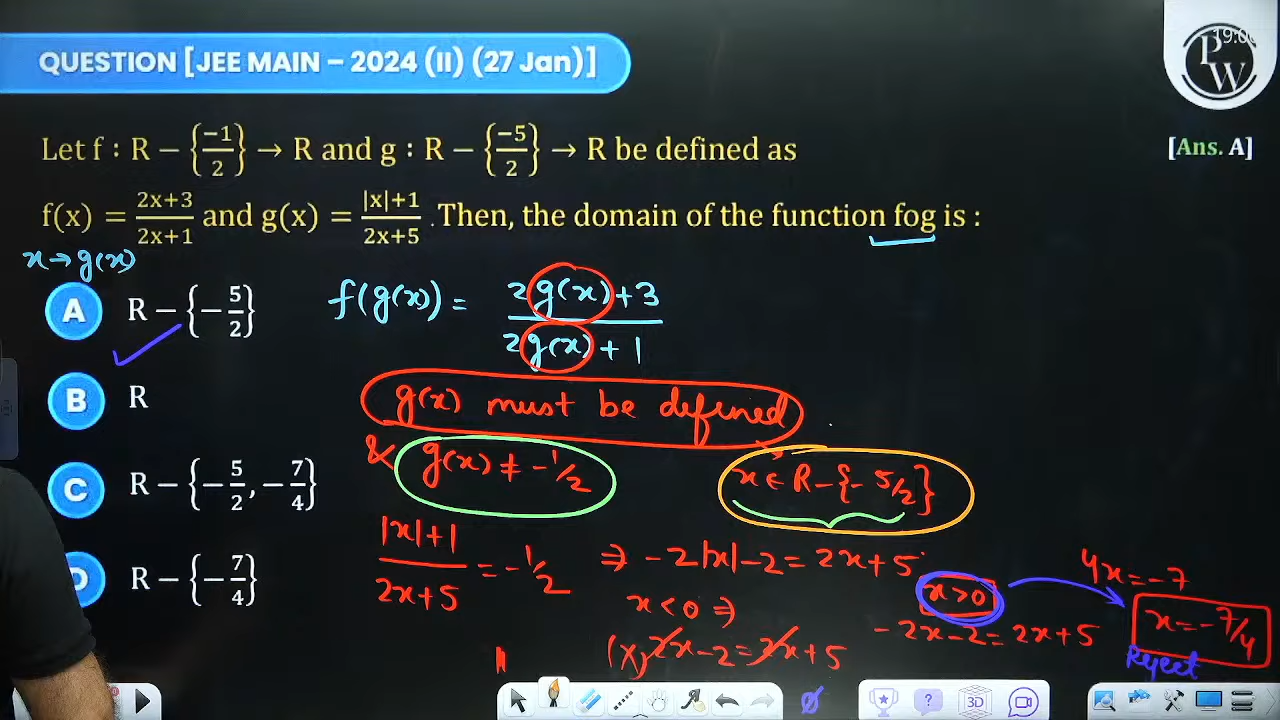 QUESTION [JEE MAIN – 2024 (II) (27 Jan)]
19:00
PW
Let f : R − {-1/2} → R and g : R − {-5/2} → R be defined as
[Ans. A]
f(x) = 2x+3/2x+1 and g(x) = |x|+1/2x+5 . Then, the domain of the function fog is :
x → g(x)
A R − {-5/2}
f(g(x)) = 2g(x)+3/2g(x)+1
B R
g(x) must be defined
& g(x) ≠ -1/2
x ∈ R-{-5/2}
C R − {-5/2, -7/4}
|x|+1/2x+5 = -1/2 ⇒ -2|x|-2 = 2x+5
D R − {-7/4}
x<0 ⇒
(x) 2x-2 = 2x+5
x>0
-2x-2 = 2x+5
4x = -7
x = -7/4
Reject
3D